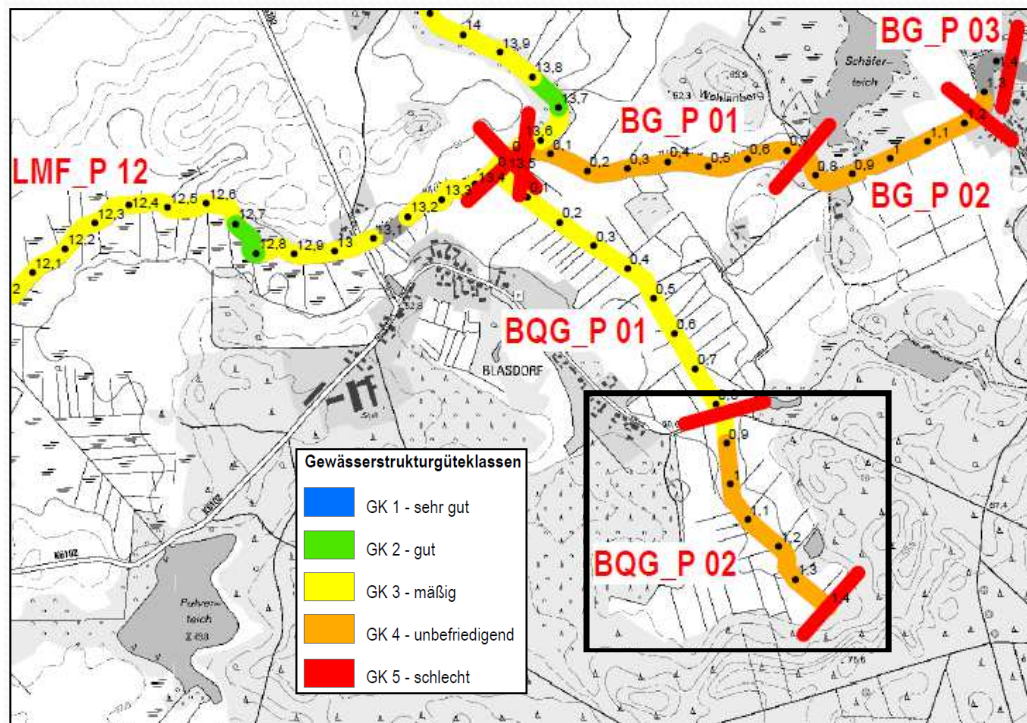 14
13,9
13,8
13,7
13,6
BG_P 03
Schäfer-
teich
BG_P 01
Wohlenberg
1,3
1,2
1,1
1
0,9
0,8
BG_P 02
0,1
0,2
0,3
0,4
0,5
0,6
LMF_P 12
12,1
12,2
12,3
12,4
12,5
12,6
12,7
12,8
12,9
13
13,1
13,2
13,3
13,4
13,5
0,1
0,2
0,3
0,4
0,5
0,6
0,7
BQG_P 01
BLASDORF
0,9
1
1,1
1,2
1,3
1,4
BQG_P 02
67,4
75,6
K6102
Gewässerstrukturgüteklassen
GK 1 - sehr gut
GK 2 - gut
GK 3 - mäßig
GK 4 - unbefriedigend
GK 5 - schlecht